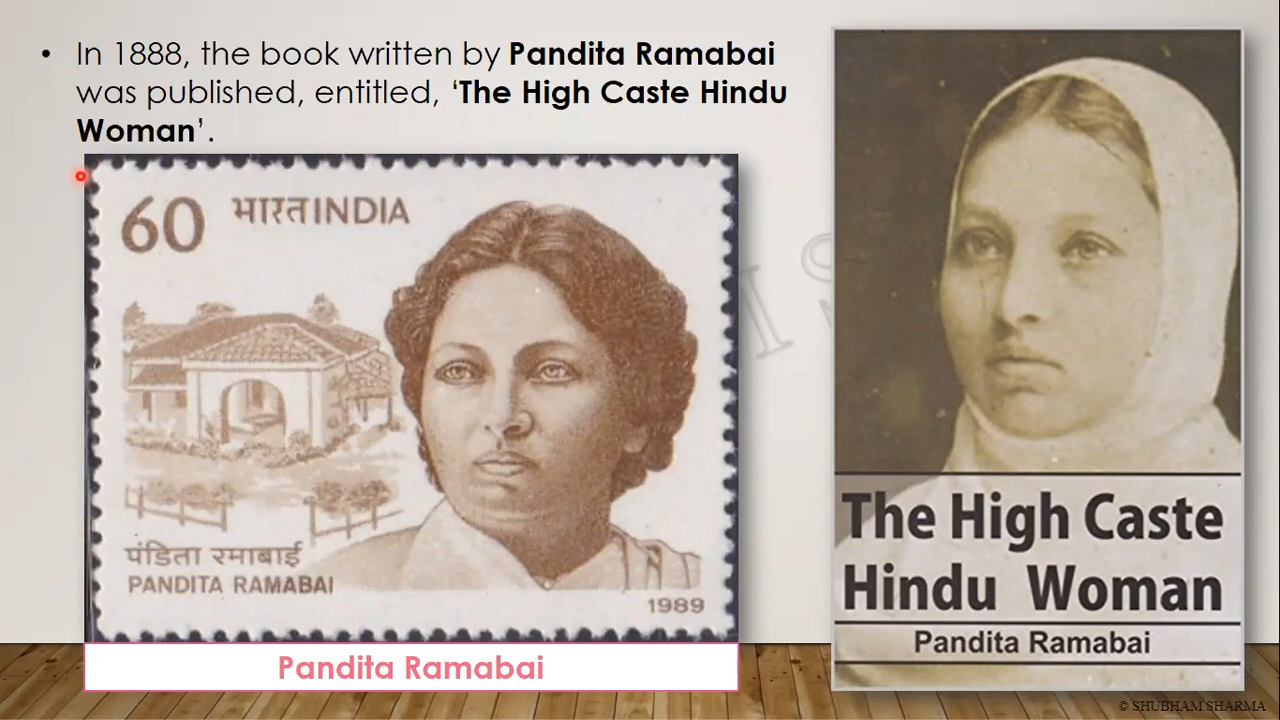 • In 1888, the book written by Pandita Ramabai
was published, entitled, ‘The High Caste Hindu
Woman’.
60 भारत INDIA
पंडिता रमाबाई
PANDITA RAMABAI
1989
Pandita Ramabai
The High Caste
Hindu Woman
Pandita Ramabai
© SHUBHAM SHARMA